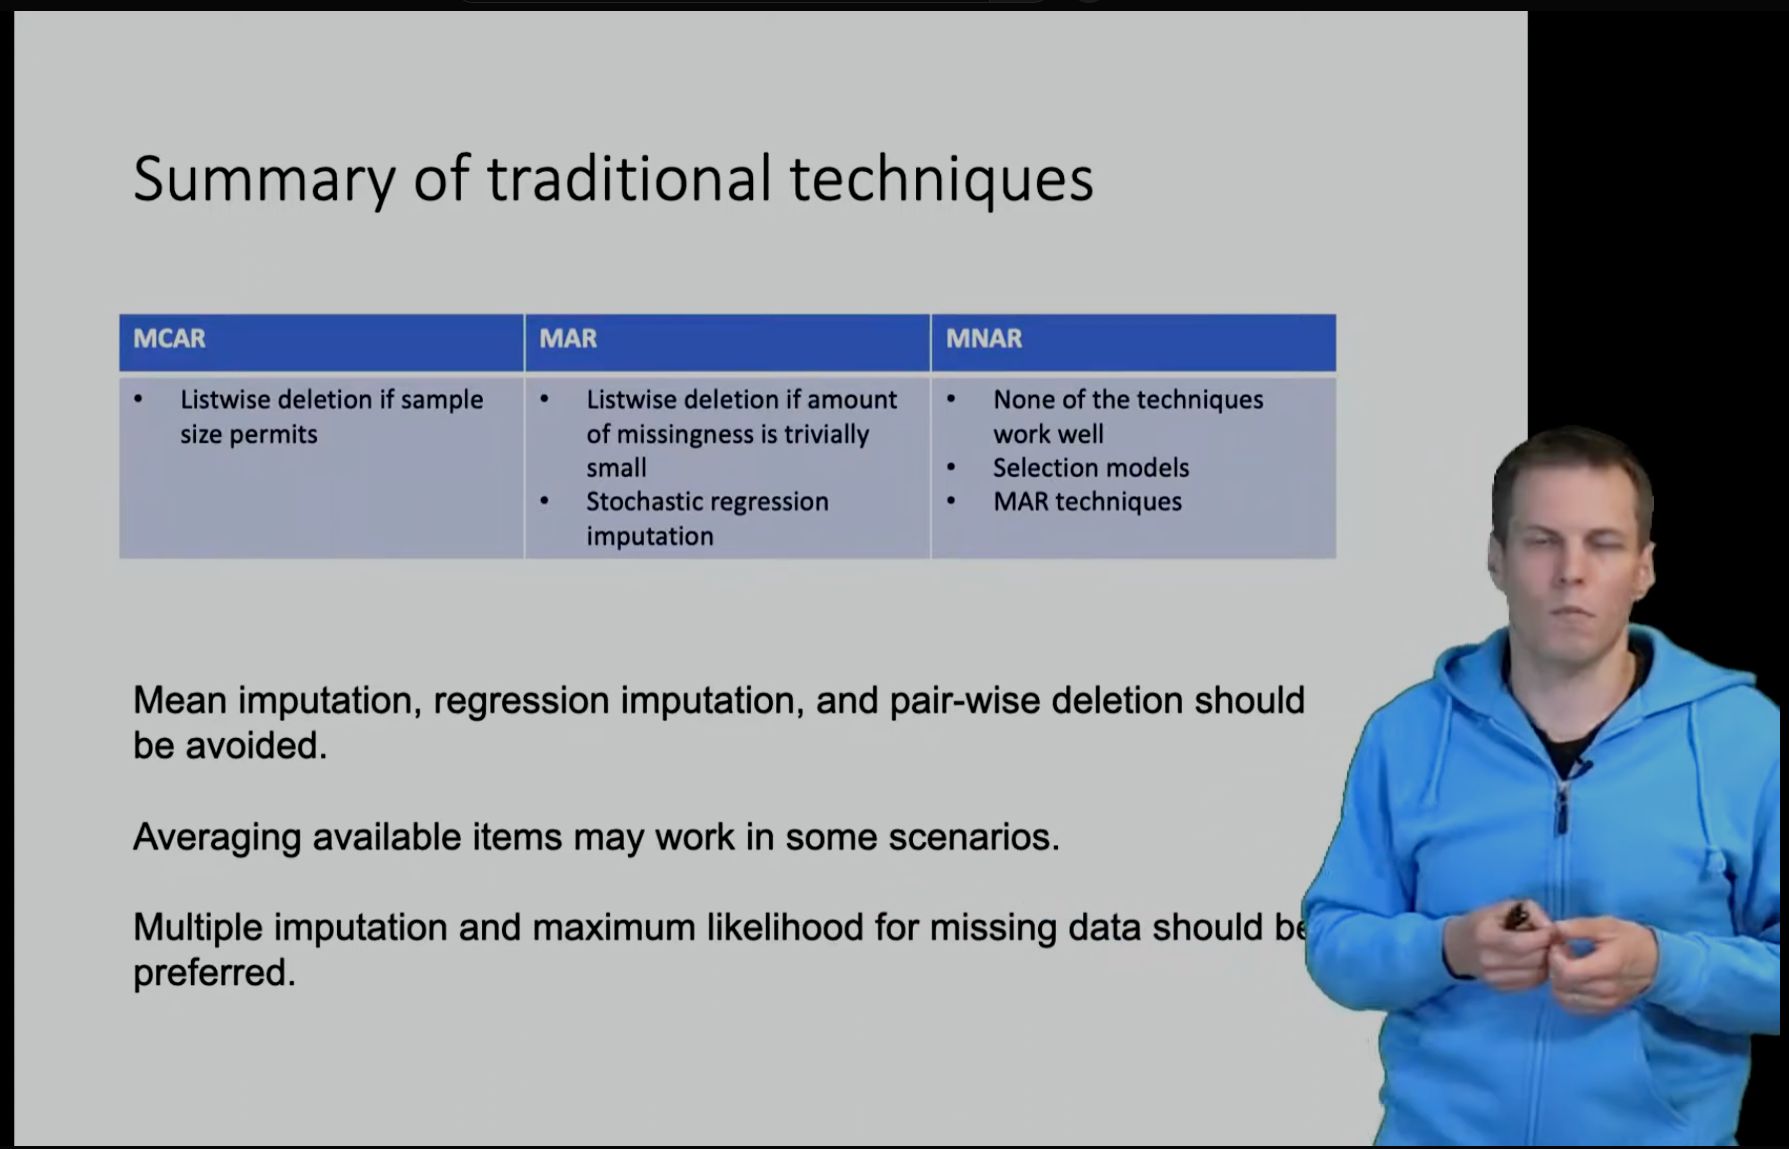 Summary of traditional techniques
MCAR
MAR
MNAR
• Listwise deletion if sample
size permits
• Listwise deletion if amount
of missingness is trivially
small
• Stochastic regression
imputation
• None of the techniques
work well
• Selection models
• MAR techniques
Mean imputation, regression imputation, and pair-wise deletion should
be avoided.
Averaging available items may work in some scenarios.
Multiple imputation and maximum likelihood for missing data should be
preferred.